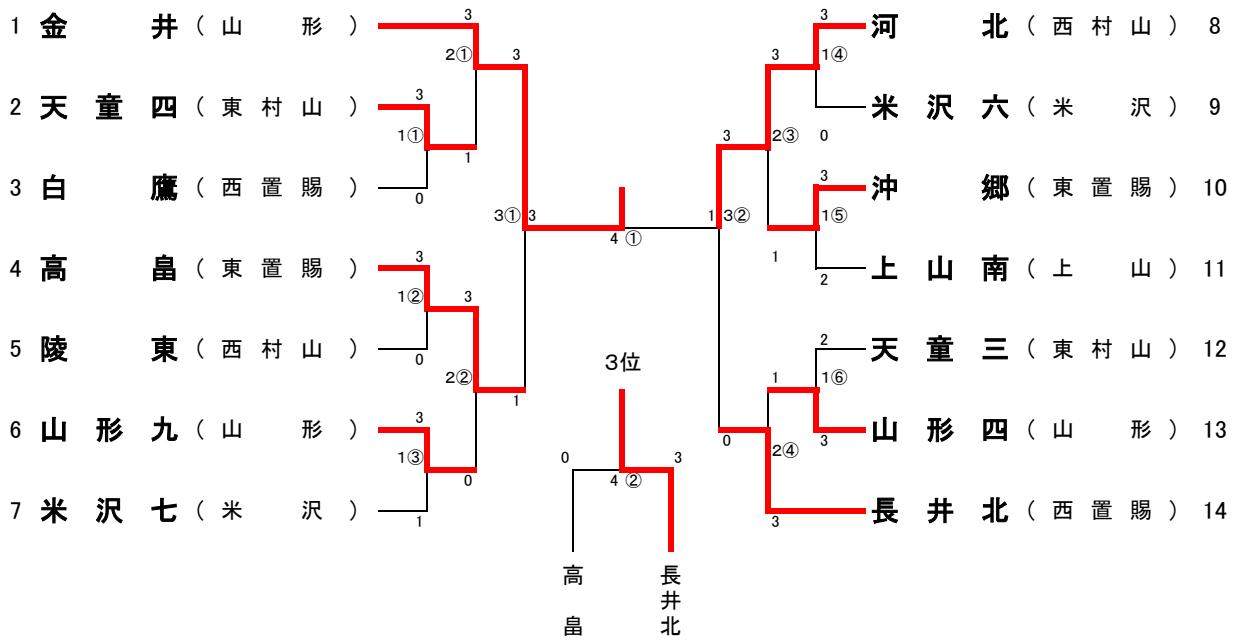 1 金 井 ( 山 形 ) 3
2① 3
2 天 童 四 ( 東 村 山 ) 3
1① 1
3 白 鷹 ( 西 置 賜 ) 0
3① 3
4 高 畠 ( 東 置 賜 ) 3
1② 3
5 陵 東 ( 西 村 山 ) 0
2② 1
6 山 形 九 ( 山 形 ) 3
1③ 0
7 米 沢 七 ( 米 沢 ) 1
4 ①
3 河 北 ( 西 村 山 ) 8
3 1④
米 沢 六 ( 米 沢 ) 9
3 2③ 0
3 沖 郷 ( 東 置 賜 ) 10
1 3② 1⑤
1 上 山 南 ( 上 山 ) 11
2
2 天 童 三 ( 東 村 山 ) 12
1 1⑥
山 形 四 ( 山 形 ) 13
0 2④ 3
長 井 北 ( 西 置 賜 ) 14
3
3位
0 4 ② 3
高畠
長井北